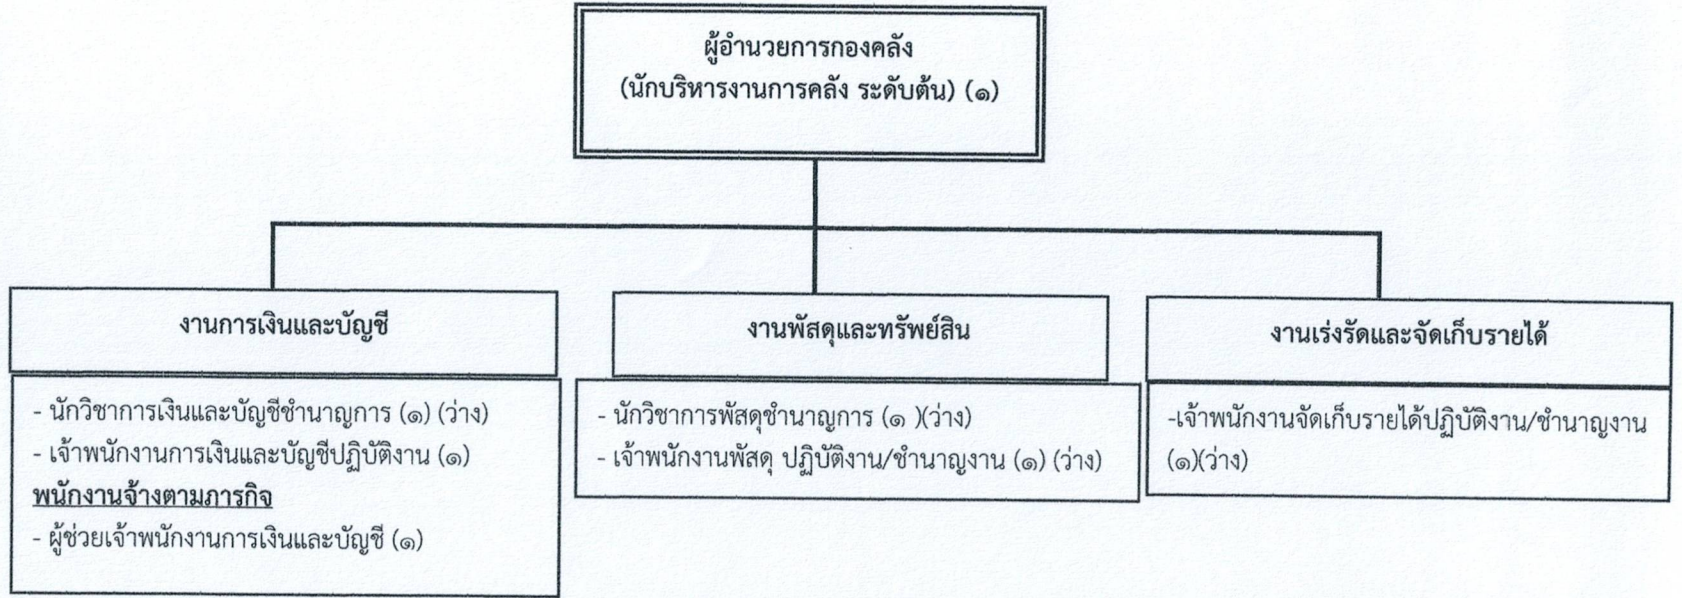 ผู้อำนวยการกองคลัง
(นักบริหารงานการคลัง ระดับต้น) (๑)
งานการเงินและบัญชี
- นักวิชาการเงินและบัญชีชำนาญการ (๑) (ว่าง)
- เจ้าพนักงานการเงินและบัญชีปฏิบัติงาน (๑)
พนักงานจ้างตามภารกิจ
- ผู้ช่วยเจ้าพนักงานการเงินและบัญชี (๑)
งานพัสดุและทรัพย์สิน
- นักวิชาการพัสดุชำนาญการ (๑ )(ว่าง)
- เจ้าพนักงานพัสดุ ปฏิบัติงาน/ชำนาญงาน (๑) (ว่าง)
งานเร่งรัดและจัดเก็บรายได้
-เจ้าพนักงานจัดเก็บรายได้ปฏิบัติงาน/ชำนาญงาน
(๑)(ว่าง)